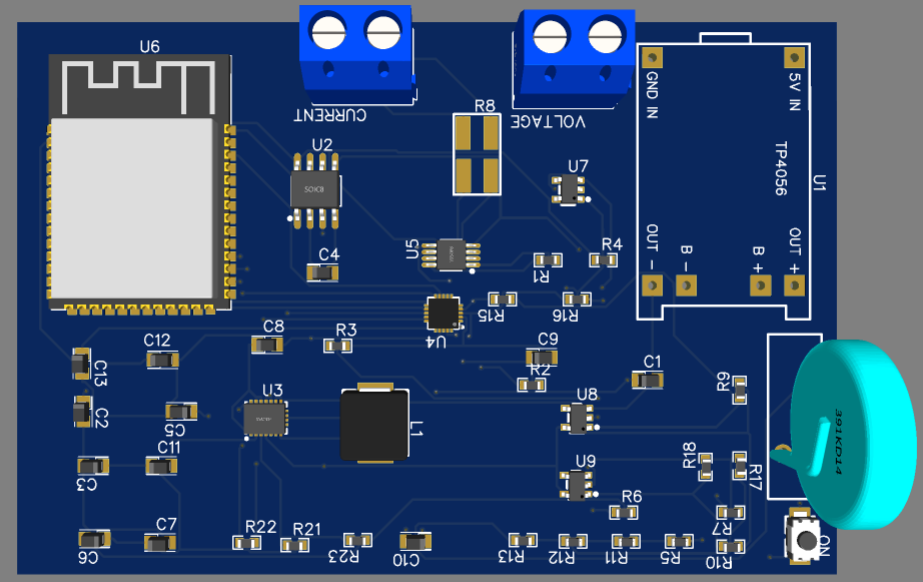 U6
CURRENT
VOLTAGE
GND IN
5V IN
TP4056
U1
OUT -
B -
B +
OUT +
R8
U2
U7
C4
U5
R1
R4
R15
R16
U4
C8
R3
C9
R2
C1
C12
C13
C2
C5
U3
L1
U8
R9
391KD14
C3
C11
U9
R18
R17
R6
R7
C6
C7
R22
R21
R23
C10
R13
R12
R11
R5
R10
ON